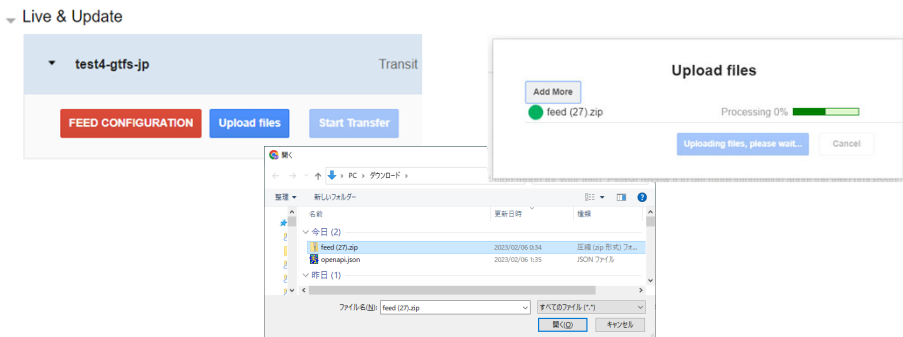 Live & Update
test4-gtfs-jp
Transit
FEED CONFIGURATION
Upload files
Start Transfer
Upload files
Add More
feed (27).zip
Processing 0%
Uploading files, please wait...
Cancel
開く
PC › ダウンロード ›
整理
新しいフォルダー
名前
更新日時
種類
今日 (2)
feed (27).zip
2023/02/06 0:34
圧縮 (zip 形式) フォ...
openapi.json
2023/02/06 1:35
JSON ファイル
昨日 (1)
ファイル名(N):
feed (27).zip
すべてのファイル (*.*)
開く(O)
キャンセル